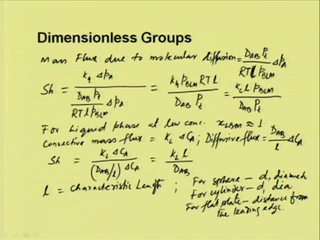 Dimensionless Groups
Mass Flux due to molecular diffusion = D_AB P_t / RTl P_BLM Δp_A
Sh = k_g Δp_A / (D_AB P_t / RTl P_BLM) Δp_A = k_g P_BLM RTl / D_AB P_t = k_c l P_BLM / D_AB P_t
For Liquid phase at low conc. x_BLM ≈ 1
Convective mass flux = K_L ΔC_A ; Diffusive flux = D_AB / l ΔC_A
Sh = K_L ΔC_A / (D_AB/l) ΔC_A = K_L l / D_AB
l = Characteristic Length ; For sphere - d, diameter
For cylinder - d, dia
For flat plate - distance from
the leading edge.